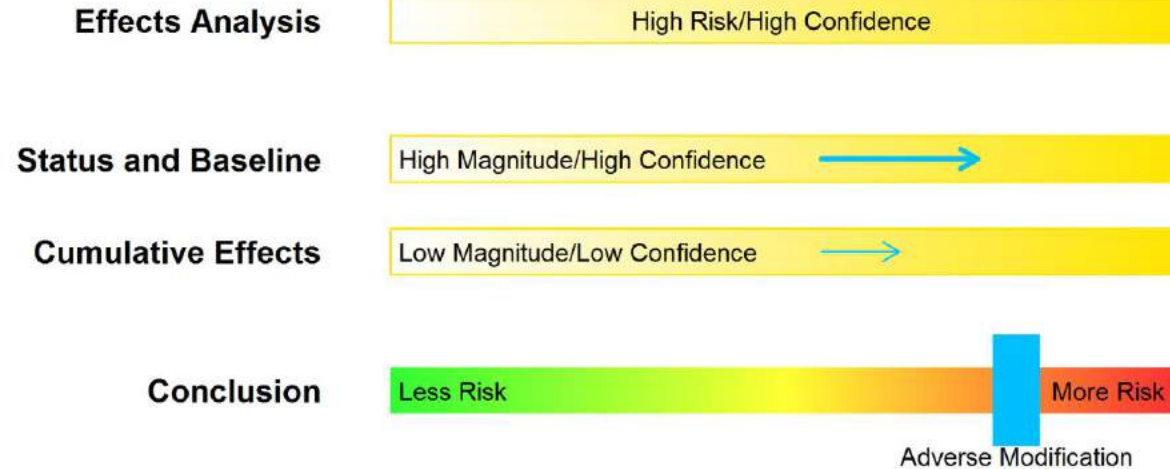 Effects Analysis
High Risk/High Confidence
Status and Baseline
High Magnitude/High Confidence
Cumulative Effects
Low Magnitude/Low Confidence
Conclusion
Less Risk
More Risk
Adverse Modification